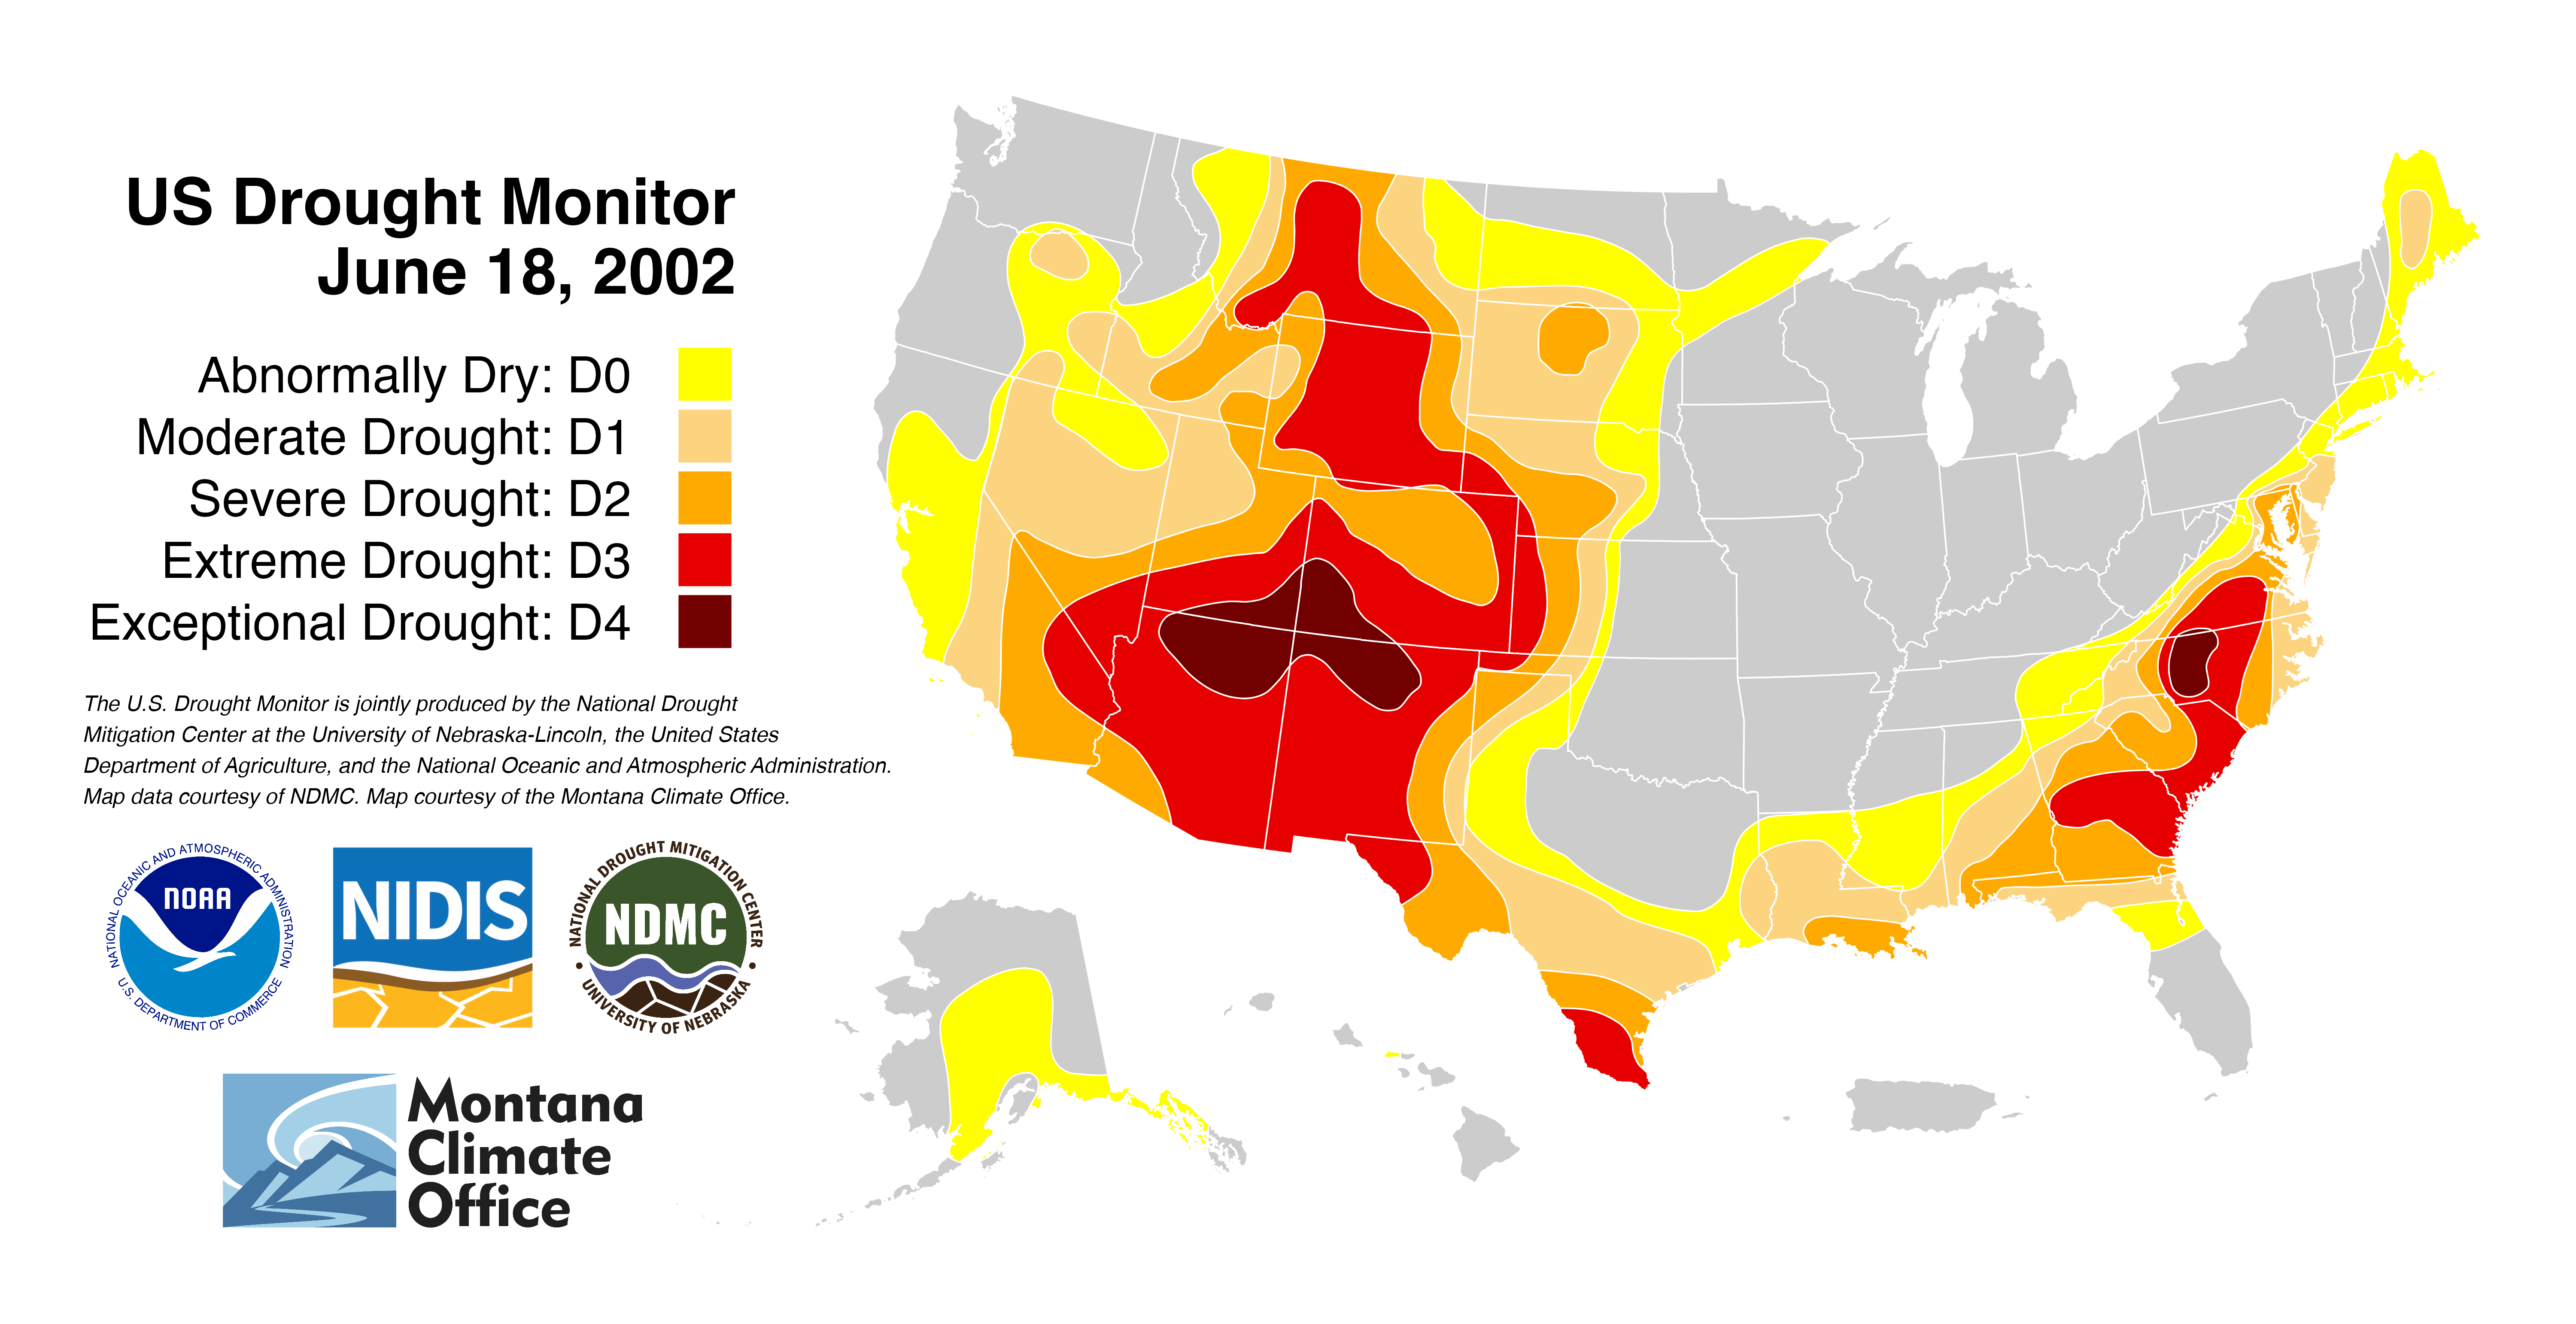 US Drought Monitor
June 18, 2002
Abnormally Dry: D0
Moderate Drought: D1
Severe Drought: D2
Extreme Drought: D3
Exceptional Drought: D4
The U.S. Drought Monitor is jointly produced by the National Drought
Mitigation Center at the University of Nebraska-Lincoln, the United States
Department of Agriculture, and the National Oceanic and Atmospheric Administration.
Map data courtesy of NDMC. Map courtesy of the Montana Climate Office.
NATIONAL OCEANIC AND ATMOSPHERIC ADMINISTRATION
NOAA
U.S. DEPARTMENT OF COMMERCE
NIDIS
NATIONAL DROUGHT MITIGATION CENTER
NDMC
UNIVERSITY OF NEBRASKA
Montana
Climate
Office